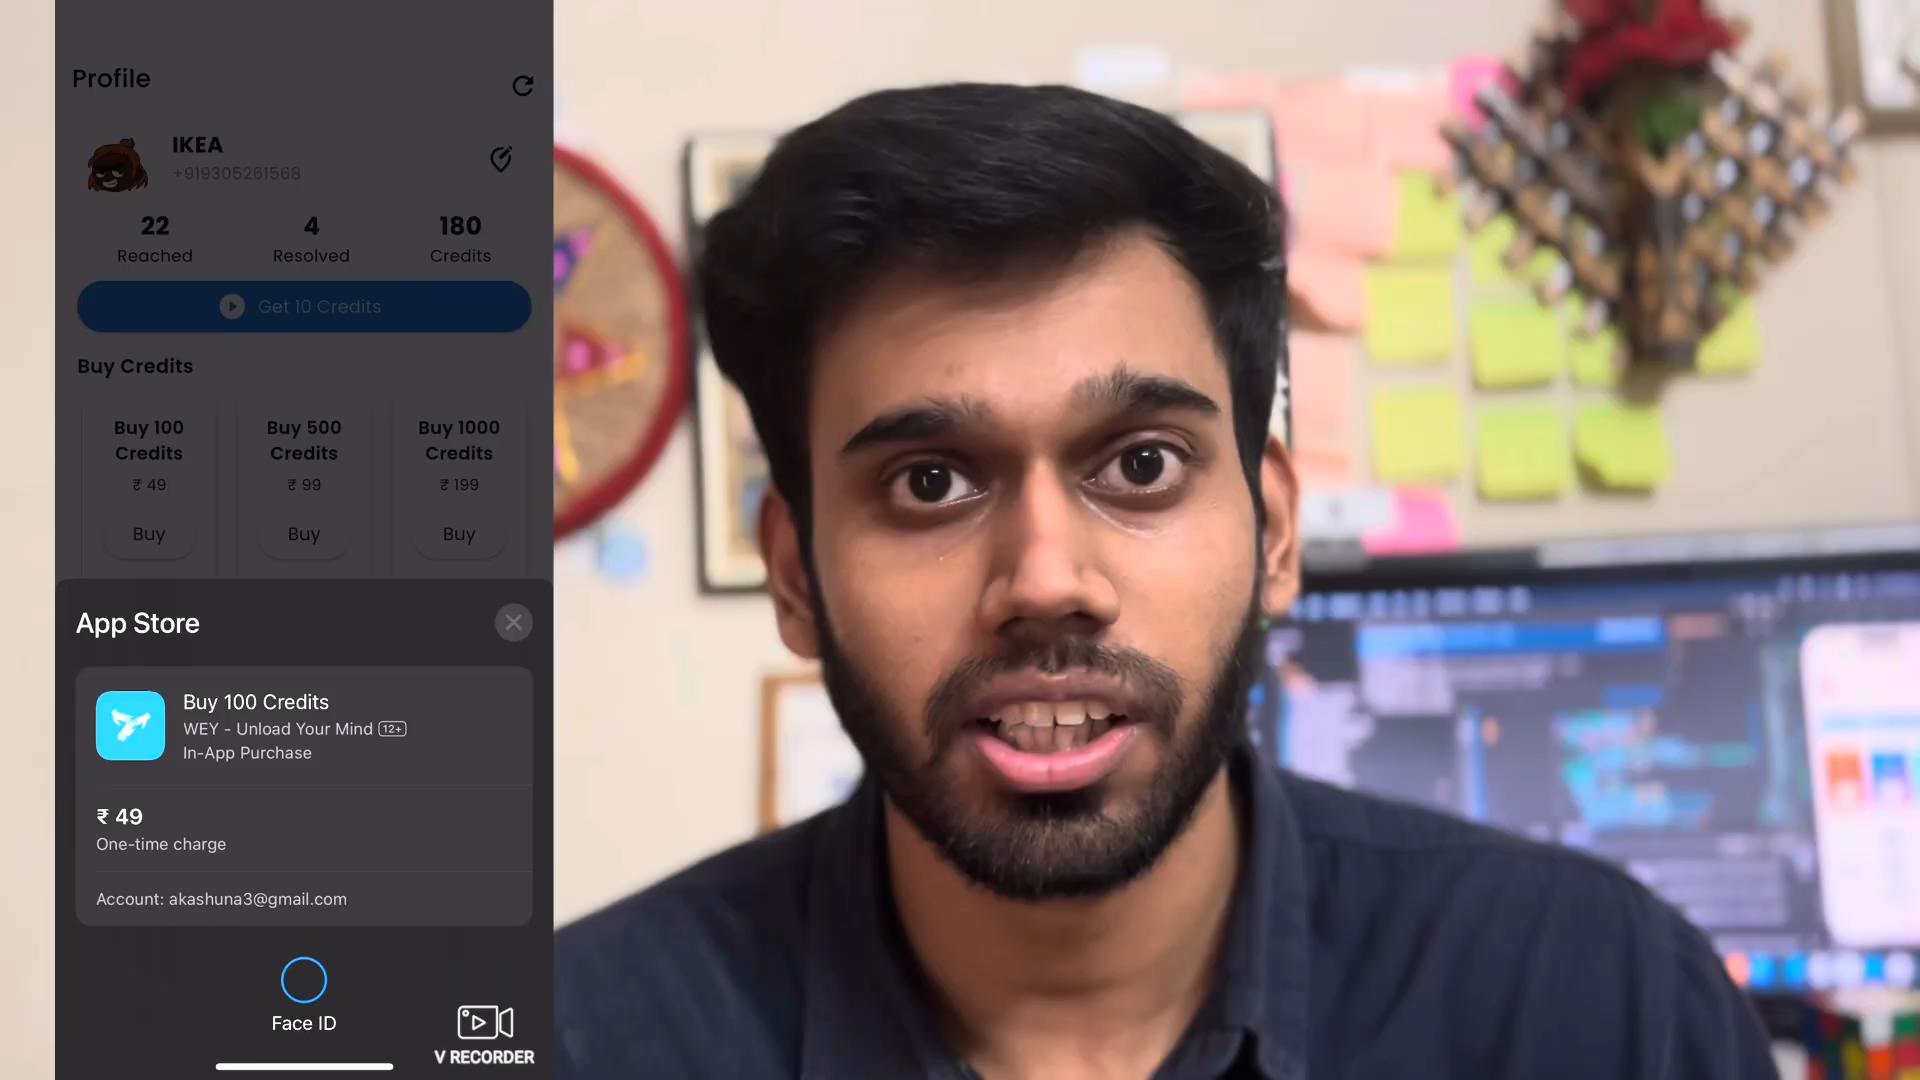 Profile
IKEA
+919305261568
22
Reached
4
Resolved
180
Credits
Get 10 Credits
Buy Credits
Buy 100
Credits
₹ 49
Buy
Buy 500
Credits
₹ 99
Buy
Buy 1000
Credits
₹ 199
Buy
App Store
Buy 100 Credits
WEY - Unload Your Mind 12+
In-App Purchase
₹ 49
One-time charge
Account: akashuna3@gmail.com
Face ID
V RECORDER